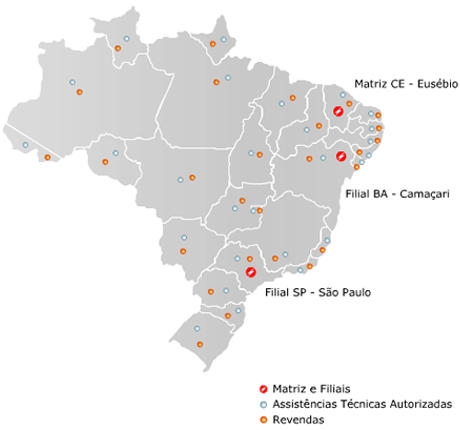 Matriz CE - Eusébio
Filial BA - Camaçari
Filial SP - São Paulo
Matriz e Filiais
Assistências Técnicas Autorizadas
Revendas